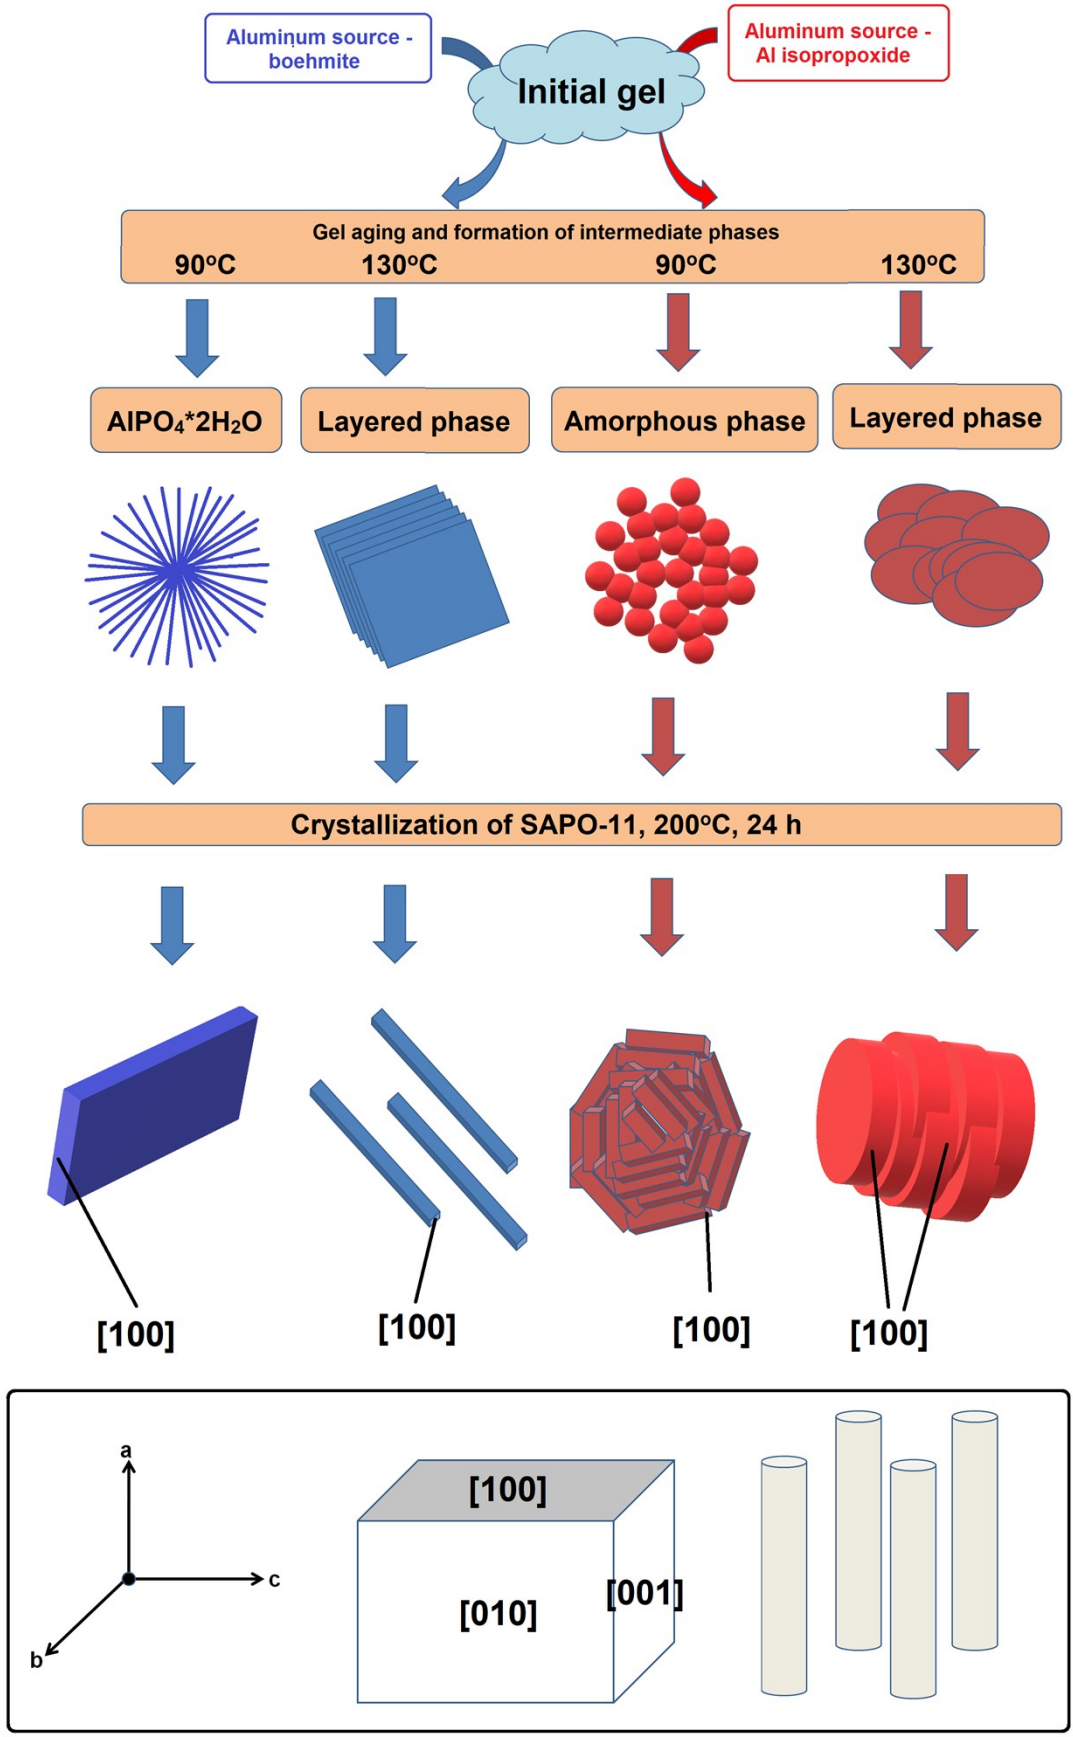 Aluminum source -
boehmite
Aluminum source -
Al isopropoxide
Initial gel
Gel aging and formation of intermediate phases
90°C 130°C 90°C 130°C
AlPO₄*2H₂O
Layered phase
Amorphous phase
Layered phase
Crystallization of SAPO-11, 200°C, 24 h
[100]
[100]
[100]
[100]
a
c
b
[100]
[010]
[001]